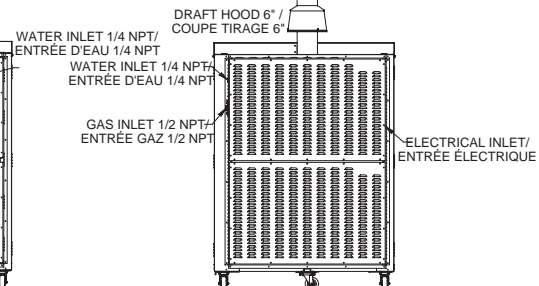 DRAFT HOOD 6" /
COUPE TIRAGE 6"
WATER INLET 1/4 NPT/
ENTRÉE D'EAU 1/4 NPT
WATER INLET 1/4 NPT/
ENTRÉE D'EAU 1/4 NPT
GAS INLET 1/2 NPT/
ENTRÉE GAZ 1/2 NPT
ELECTRICAL INLET/
ENTRÉE ÉLECTRIQUE